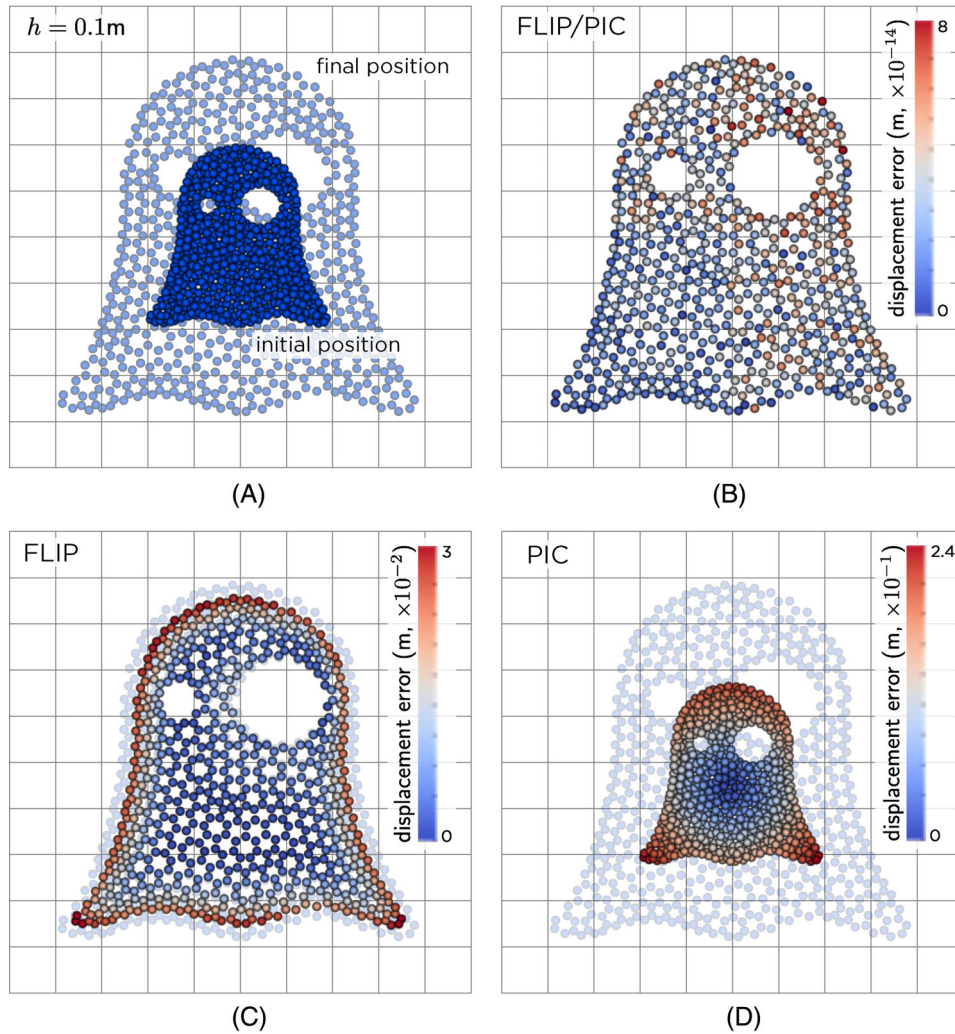 h = 0.1m
final position
initial position
(A)
FLIP/PIC
displacement error (m, ×10⁻¹⁴)
8
0
(B)
FLIP
displacement error (m, ×10⁻²)
3
0
(C)
PIC
displacement error (m, ×10⁻¹)
2.4
0
(D)